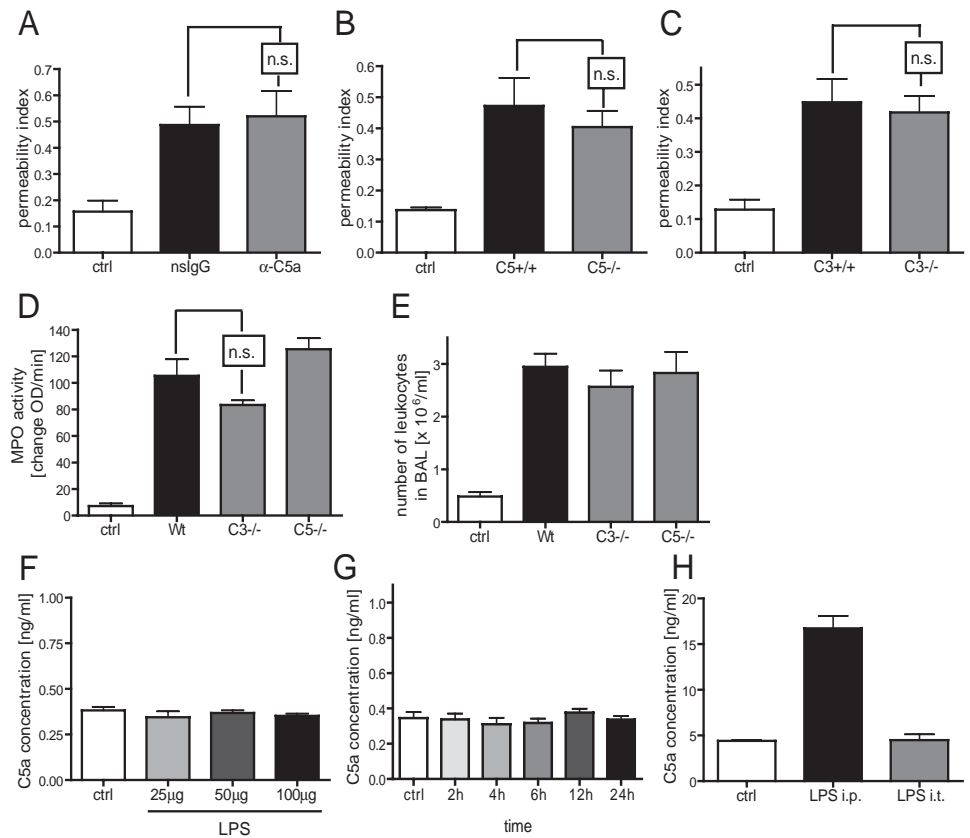 A
n.s.
permeability index
0.7
0.6
0.5
0.4
0.3
0.2
0.1
0.0
ctrl nsIgG α-C5a
B
n.s.
permeability index
0.6
0.5
0.4
0.3
0.2
0.1
0.0
ctrl C5+/+ C5-/-
C
n.s.
permeability index
0.5
0.4
0.3
0.2
0.1
0.0
ctrl C3+/+ C3-/-
D
n.s.
MPO activity
[change OD/min]
140
120
100
80
60
40
20
0
ctrl Wt C3-/- C5-/-
E
number of leukocytes
in BAL [x 10⁶/ml]
3
2
1
0
ctrl Wt C3-/- C5-/-
F
C5a concentration [ng/ml]
1.00
0.75
0.50
0.25
0.00
ctrl 25µg 50µg 100µg
LPS
G
C5a concentration [ng/ml]
1.0
0.8
0.6
0.4
0.2
0.0
ctrl 2h 4h 6h 12h 24h
time
H
C5a concentration [ng/ml]
20
15
10
5
0
ctrl LPS i.p. LPS i.t.